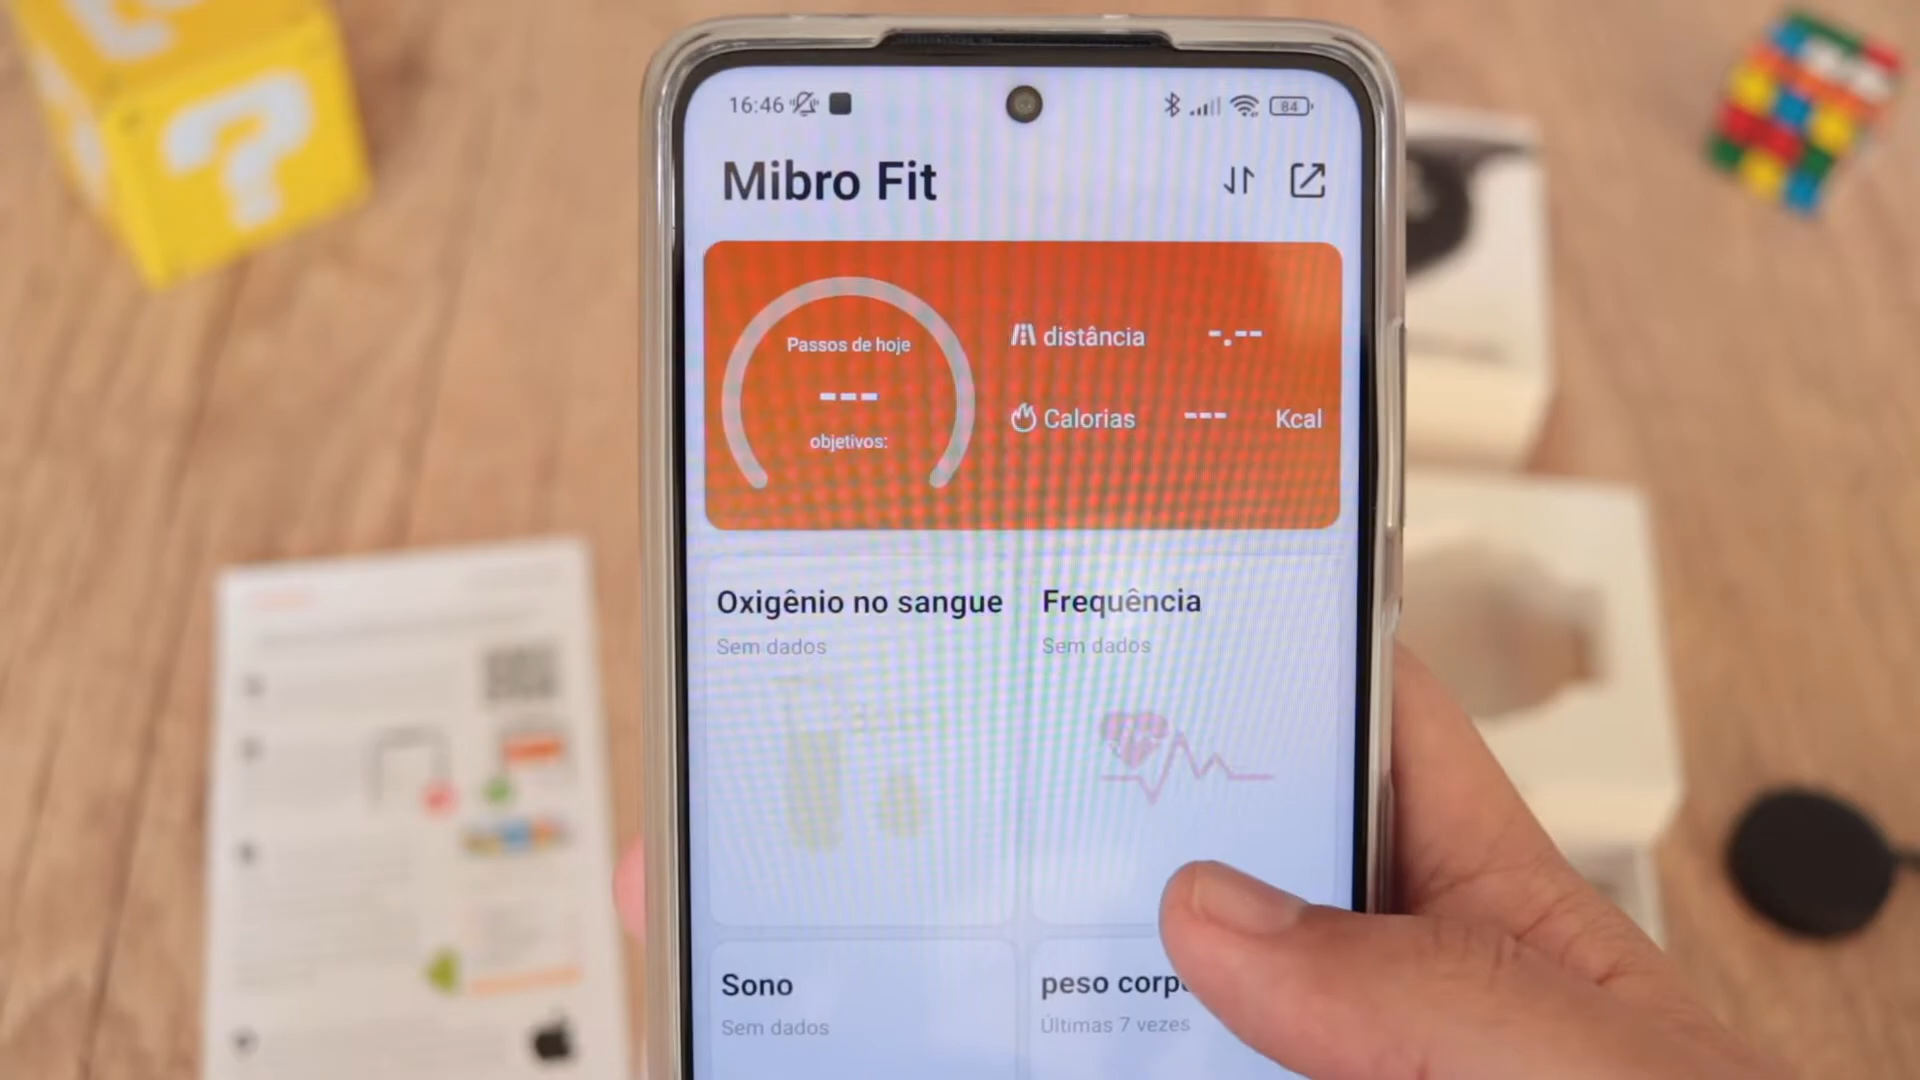 16:46
84
Mibro Fit
Passos de hoje
---
objetivos:
distância -.--
Calorias --- Kcal
Oxigênio no sangue
Sem dados
Frequência
Sem dados
Sono
Sem dados
peso
Últimas 7 vezes
?